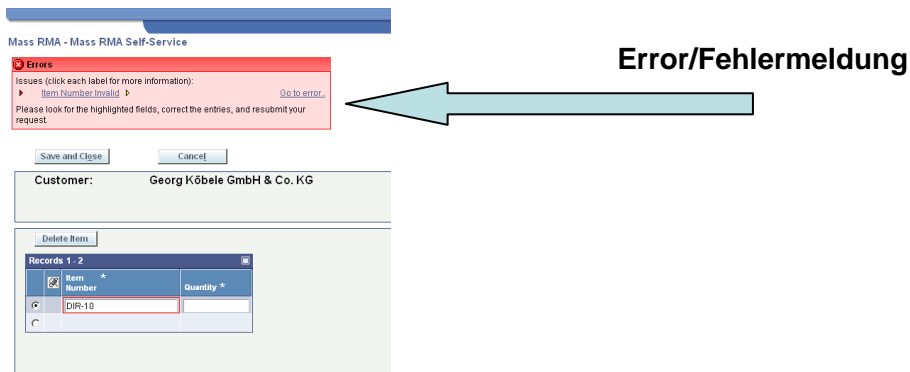 Mass RMA - Mass RMA Self-Service
Error/Fehlermeldung
Errors
Issues (click each label for more information):
Item Number Invalid
Go to error..
Please look for the highlighted fields, correct the entries, and resubmit your
request.
Save and Close
Cancel
Customer: Georg Köbele GmbH & Co. KG
Delete Item
Records 1 - 2
Item *
Number
Quantity *
DIR-10